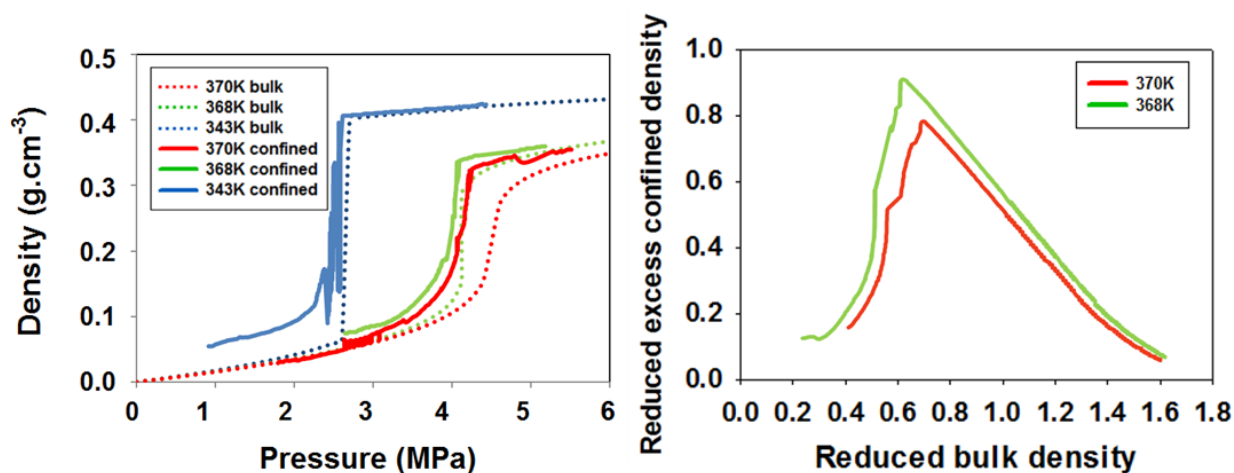 Density (g.cm-3)
0.5
0.4
0.3
0.2
0.1
0.0
370K bulk
368K bulk
343K bulk
370K confined
368K confined
343K confined
0 1 2 3 4 5 6
Pressure (MPa)
Reduced excess confined density
1.0
0.8
0.6
0.4
0.2
0.0
370K
368K
0.0 0.2 0.4 0.6 0.8 1.0 1.2 1.4 1.6 1.8
Reduced bulk density